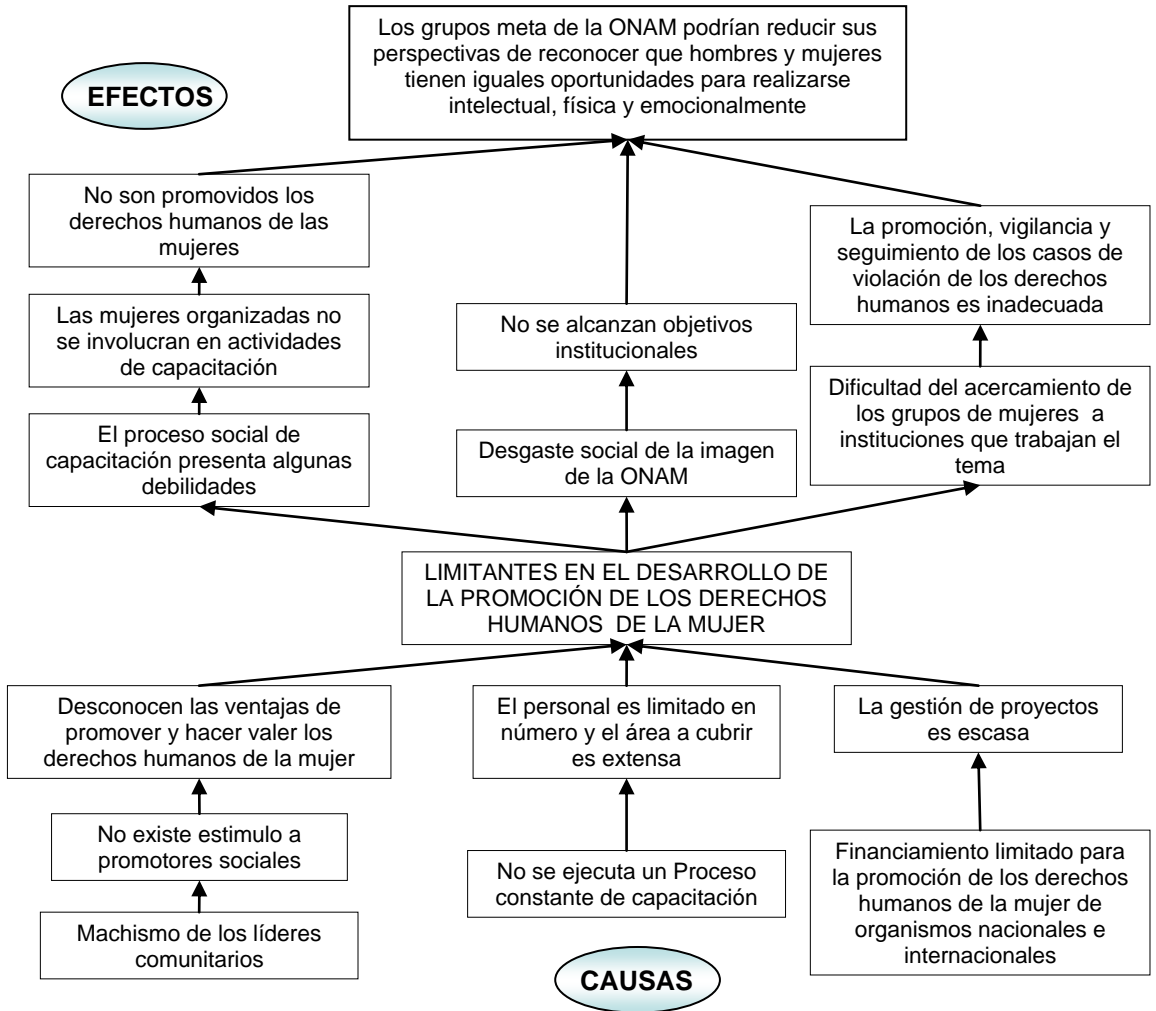 Los grupos meta de la ONAM podrían reducir sus
perspectivas de reconocer que hombres y mujeres
tienen iguales oportunidades para realizarse
intelectual, física y emocionalmente
EFECTOS
No son promovidos los
derechos humanos de las
mujeres
La promoción, vigilancia y
seguimiento de los casos de
violación de los derechos
humanos es inadecuada
Las mujeres organizadas no
se involucran en actividades
de capacitación
No se alcanzan objetivos
institucionales
Dificultad del acercamiento de
los grupos de mujeres a
instituciones que trabajan el
tema
El proceso social de
capacitación presenta algunas
debilidades
Desgaste social de la imagen
de la ONAM
LIMITANTES EN EL DESARROLLO DE
LA PROMOCIÓN DE LOS DERECHOS
HUMANOS DE LA MUJER
Desconocen las ventajas de
promover y hacer valer los
derechos humanos de la mujer
El personal es limitado en
número y el área a cubrir
es extensa
La gestión de proyectos
es escasa
No existe estimulo a
promotores sociales
No se ejecuta un Proceso
constante de capacitación
Financiamiento limitado para
la promoción de los derechos
humanos de la mujer de
organismos nacionales e
internacionales
Machismo de los líderes
comunitarios
CAUSAS